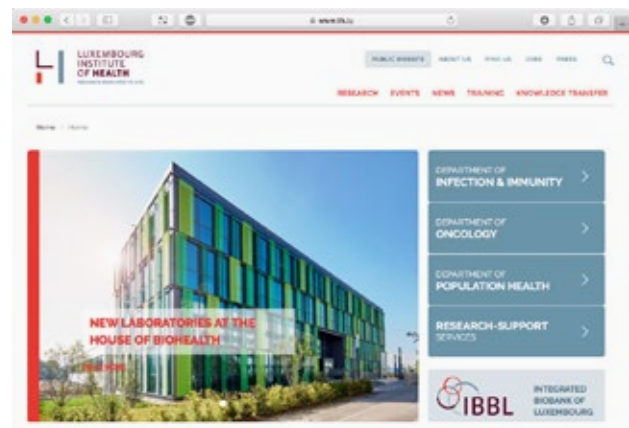 www.lih.lu
LUXEMBOURG
INSTITUTE
OF HEALTH
PUBLIC WEBSITE ABOUT US FIND US JOBS PRESS
RESEARCH EVENTS NEWS TRAINING KNOWLEDGE TRANSFER
Home / Home
NEW LABORATORIES AT THE
HOUSE OF BIOHEALTH
DEPARTMENT OF
INFECTION & IMMUNITY
DEPARTMENT OF
ONCOLOGY
DEPARTMENT OF
POPULATION HEALTH
RESEARCH-SUPPORT
SERVICES
IBBL
INTEGRATED
BIOBANK OF
LUXEMBOURG